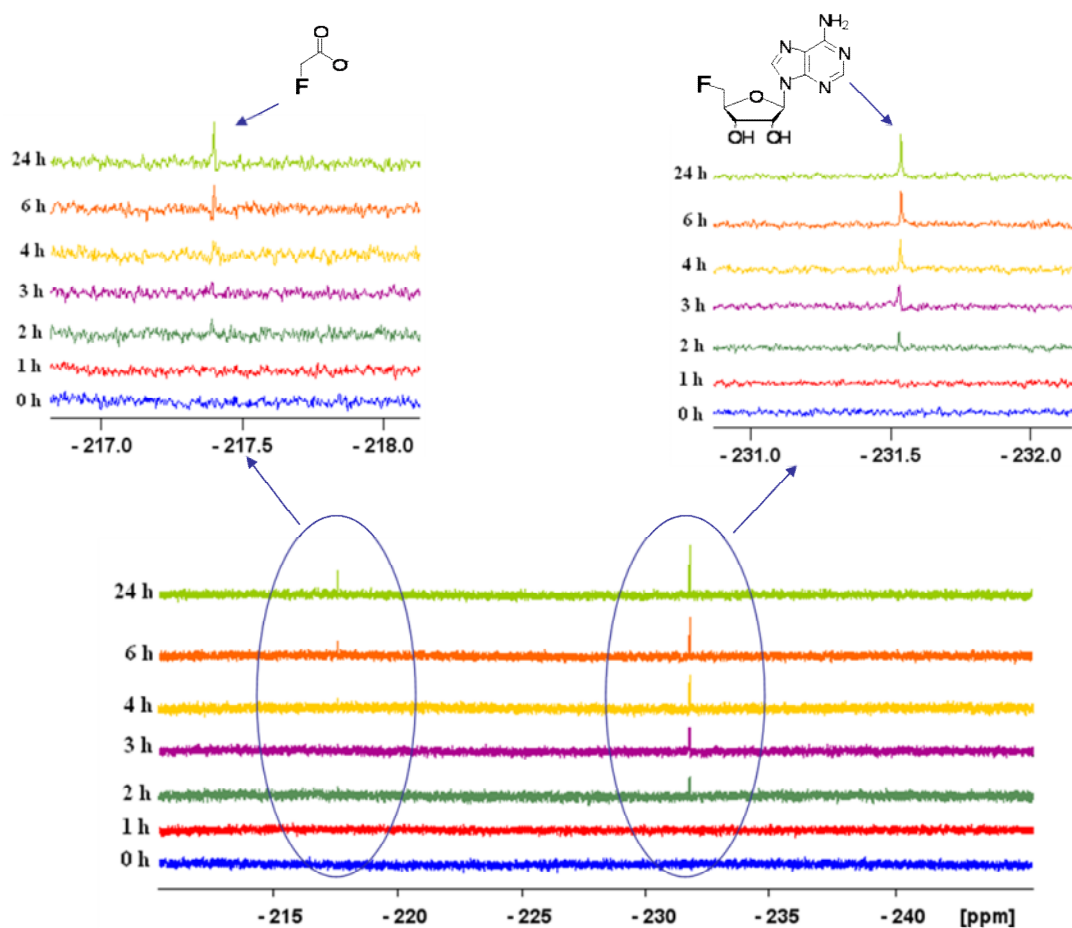 O
O
F
NH2
N
N
N
N
F
O
OH
OH
24 h
6 h
4 h
3 h
2 h
1 h
0 h
- 217.0
- 217.5
- 218.0
24 h
6 h
4 h
3 h
2 h
1 h
0 h
- 231.0
- 231.5
- 232.0
24 h
6 h
4 h
3 h
2 h
1 h
0 h
- 215
- 220
- 225
- 230
- 235
- 240
[ppm]